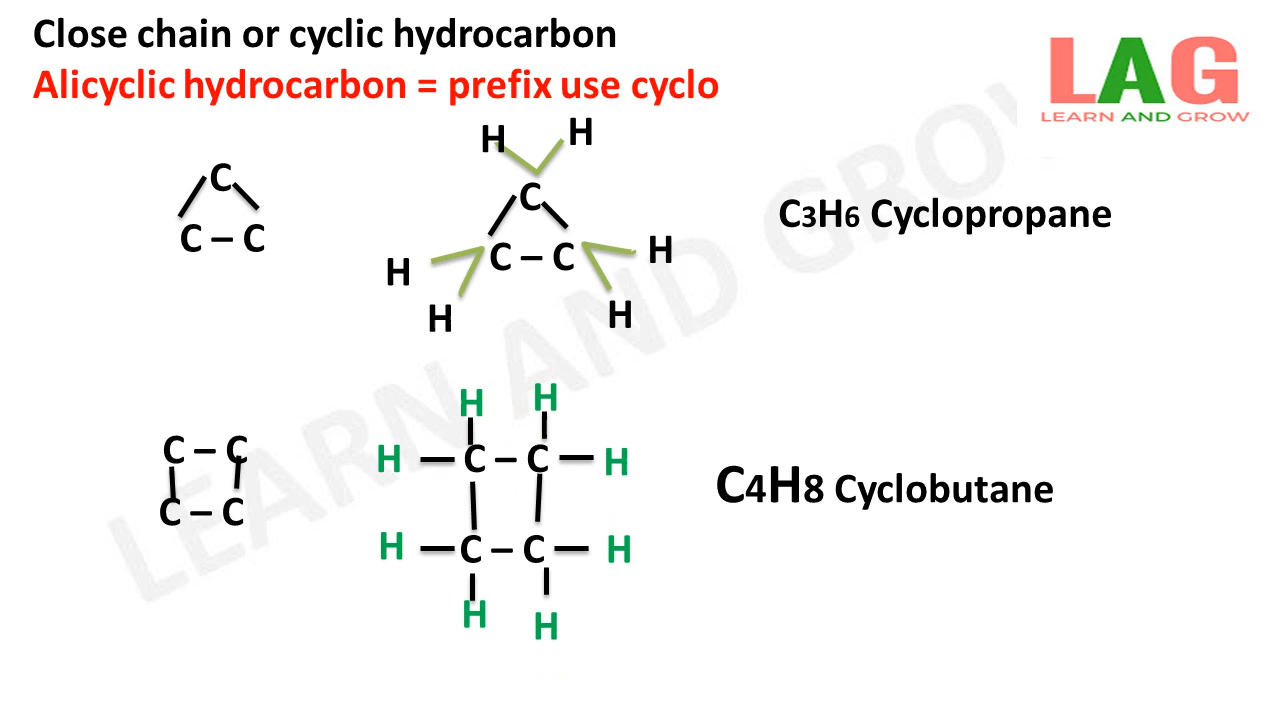 Close chain or cyclic hydrocarbon
Alicyclic hydrocarbon = prefix use cyclo
LAG
LEARN AND GROW
H H
C
C – C
C
C – C
H H
H H
C3H6 Cyclopropane
H H
C – C
C – C
H C – C H
H C – C H
H H
C4H8 Cyclobutane
LEARN AND GROW